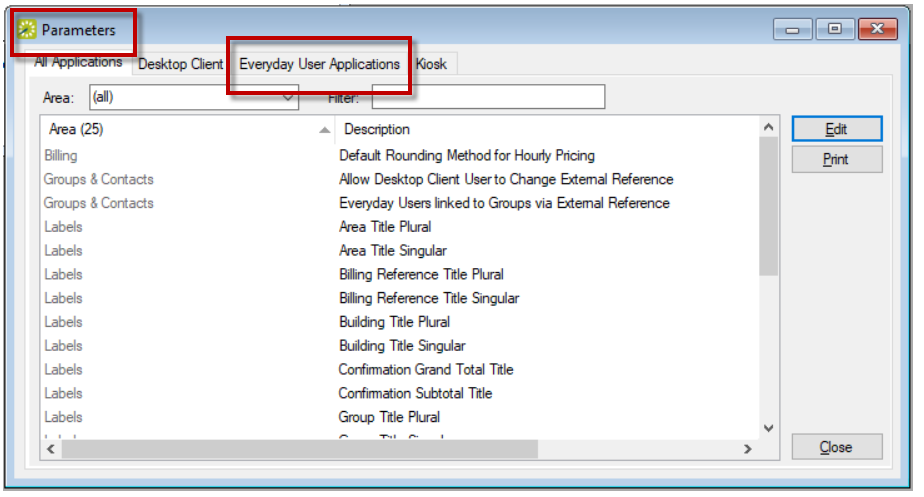 Parameters
All Applications Desktop Client Everyday User Applications Kiosk
Area: (all) Filter:
Area (25) Description Edit
Billing Default Rounding Method for Hourly Pricing Print
Groups & Contacts Allow Desktop Client User to Change External Reference
Groups & Contacts Everyday Users linked to Groups via External Reference
Labels Area Title Plural
Labels Area Title Singular
Labels Billing Reference Title Plural
Labels Billing Reference Title Singular
Labels Building Title Plural
Labels Building Title Singular
Labels Confirmation Grand Total Title
Labels Confirmation Subtotal Title
Labels Group Title Plural
Close